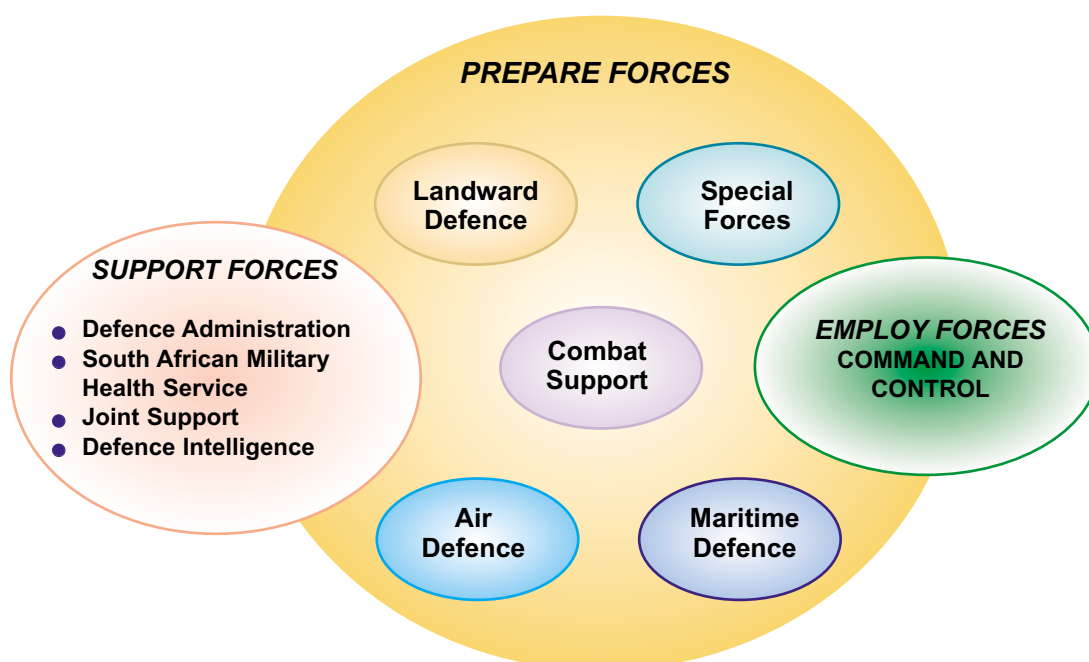 PREPARE FORCES
Landward
Defence
Special
Forces
SUPPORT FORCES
● Defence Administration
● South African Military
Health Service
● Joint Support
● Defence Intelligence
Combat
Support
EMPLOY FORCES
COMMAND AND
CONTROL
Air
Defence
Maritime
Defence